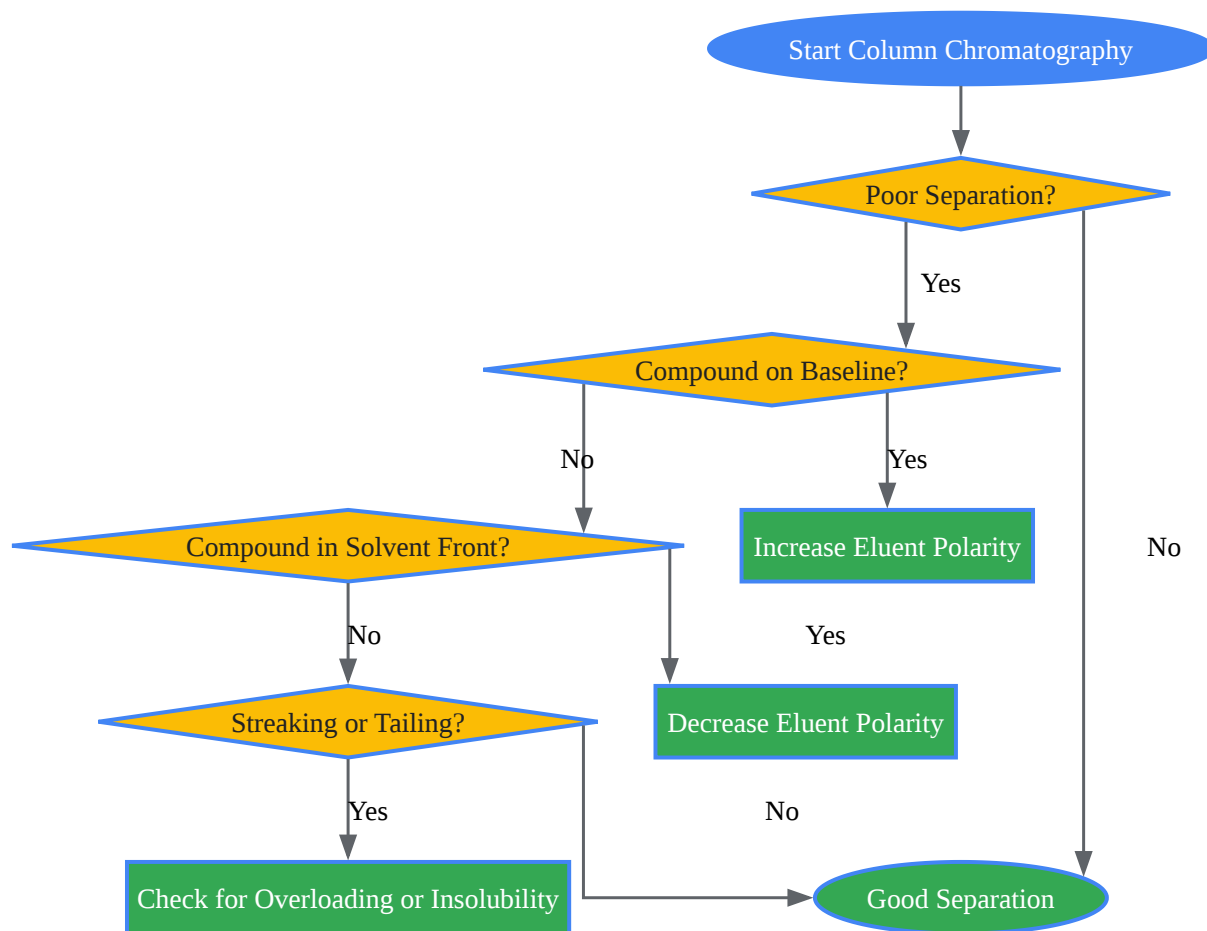 Start Column Chromatography
Poor Separation?
Yes
Compound on Baseline?
No
Yes
Compound in Solvent Front?
Increase Eluent Polarity
No
No
Yes
Streaking or Tailing?
Decrease Eluent Polarity
Yes
No
Check for Overloading or Insolubility
Good Separation